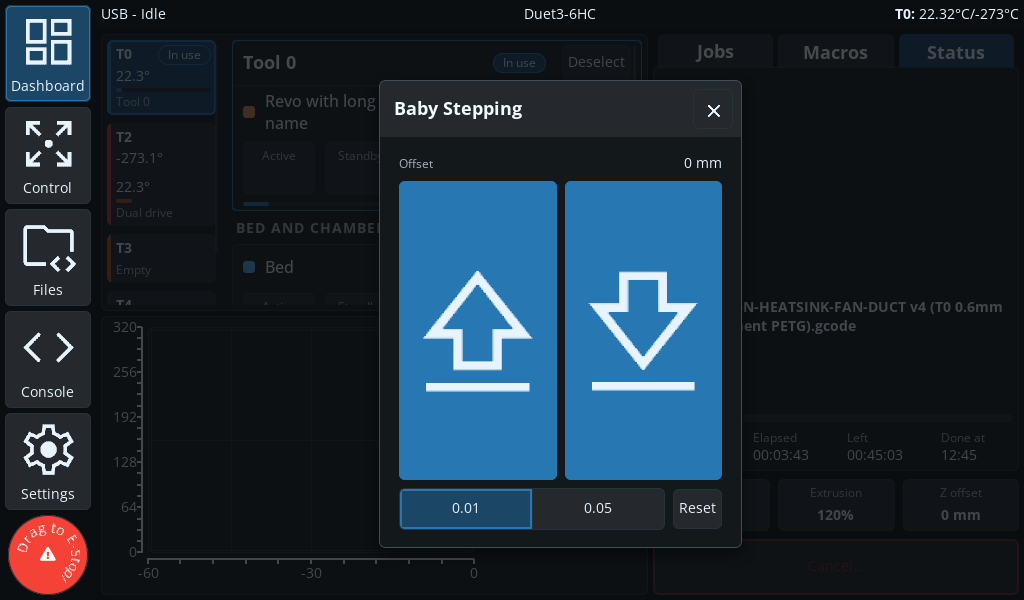 USB - Idle
Duet3-6HC
T0: 22.32°C/-273°C
Dashboard
Control
Files
Console
Settings
Drag to E-Stop!
T0
In use
22.3°
Tool 0
T2
-273.1°
22.3°
Dual drive
T3
Empty
T4
Tool 0
In use
Deselect
Revo with long
name
Active
Standby
BED AND CHAMBE
Bed
320
256
192
128
64
0
-60
-30
0
Baby Stepping
Offset
0 mm
0.01
0.05
Reset
Jobs
Macros
Status
N-HEATSINK-FAN-DUCT v4 (T0 0.6mm
ent PETG).gcode
Elapsed
Left
Done at
00:03:43
00:45:03
12:45
Extrusion
Z offset
120%
0 mm
Cancel...